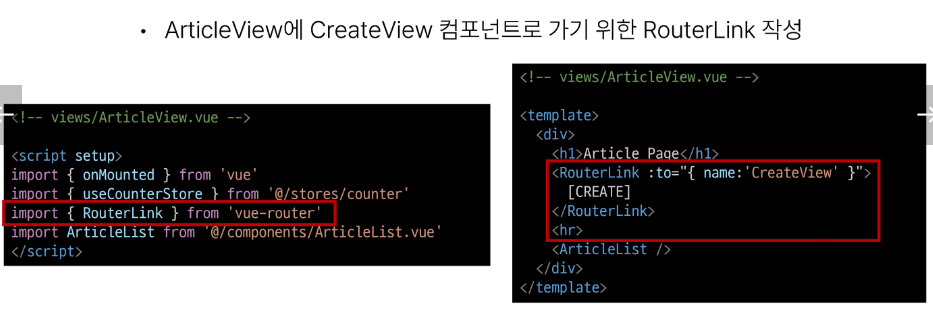 • ArticleView에 CreateView 컴포넌트로 가기 위한 RouterLink 작성
<!-- views/ArticleView.vue -->
<script setup>
import { onMounted } from 'vue'
import { useCounterStore } from '@/stores/counter'
import { RouterLink } from 'vue-router'
import ArticleList from '@/components/ArticleList.vue'
</script>
<!-- views/ArticleView.vue -->
<template>
<div>
<h1>Article Page</h1>
<RouterLink :to="{ name:'CreateView' }">
[CREATE]
</RouterLink>
<hr>
<ArticleList />
</div>
</template>